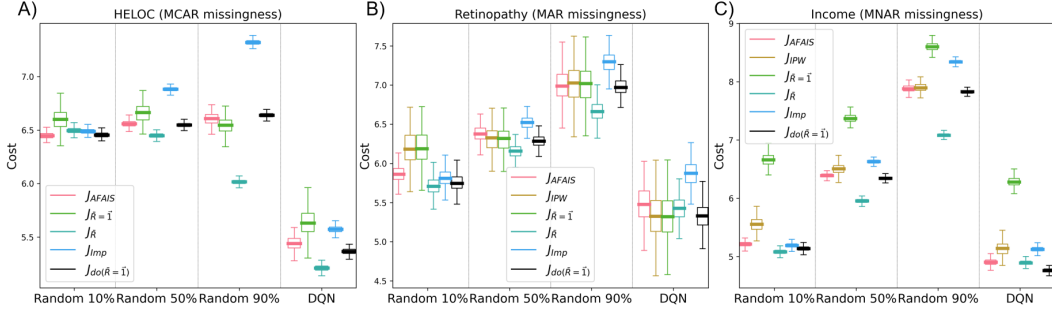 A)
HELOC (MCAR missingness)
Cost
7.0
6.5
6.0
5.5
J_AFAIS
J_R̄=1⃗
J_R̄
J_Imp
J_do(R̄=1⃗)
Random 10% Random 50% Random 90% DQN
B)
Retinopathy (MAR missingness)
Cost
7.5
7.0
6.5
6.0
5.5
5.0
4.5
J_AFAIS
J_IPW
J_R̄=1⃗
J_R̄
J_Imp
J_do(R̄=1⃗)
Random 10% Random 50% Random 90% DQN
C)
Income (MNAR missingness)
Cost
9
8
7
6
5
J_AFAIS
J_IPW
J_R̄=1⃗
J_R̄
J_Imp
J_do(R̄=1⃗)
Random 10% Random 50% Random 90% DQN